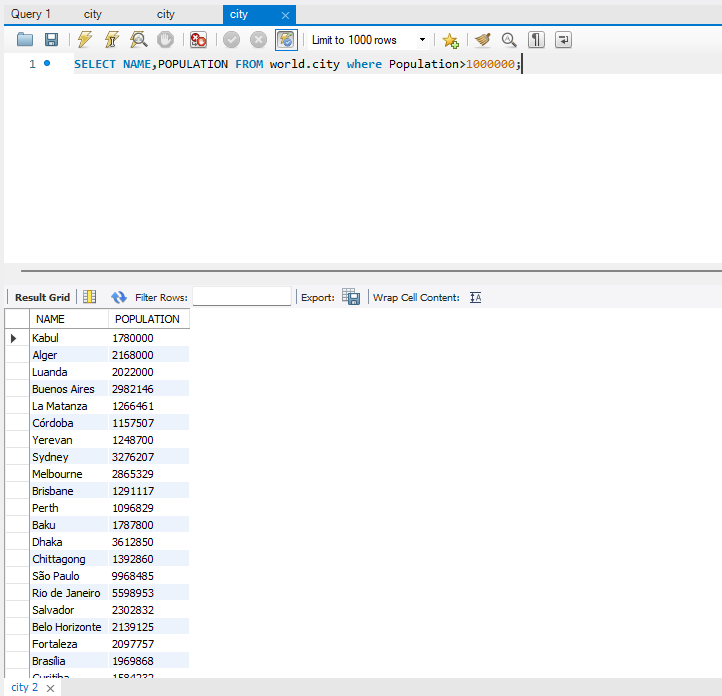 Query 1 city city city
Limit to 1000 rows
1 SELECT NAME,POPULATION FROM world.city where Population>1000000;
Result Grid Filter Rows: Export: Wrap Cell Content: IA
NAME POPULATION
Kabul 1780000
Alger 2168000
Luanda 2022000
Buenos Aires 2982146
La Matanza 1266461
Córdoba 1157507
Yerevan 1248700
Sydney 3276207
Melbourne 2865329
Brisbane 1291117
Perth 1096829
Baku 1787800
Dhaka 3612850
Chittagong 1392860
São Paulo 9968485
Rio de Janeiro 5598953
Salvador 2302832
Belo Horizonte 2139125
Fortaleza 2097757
Brasília 1969868
Curitiba 1584232
city 2